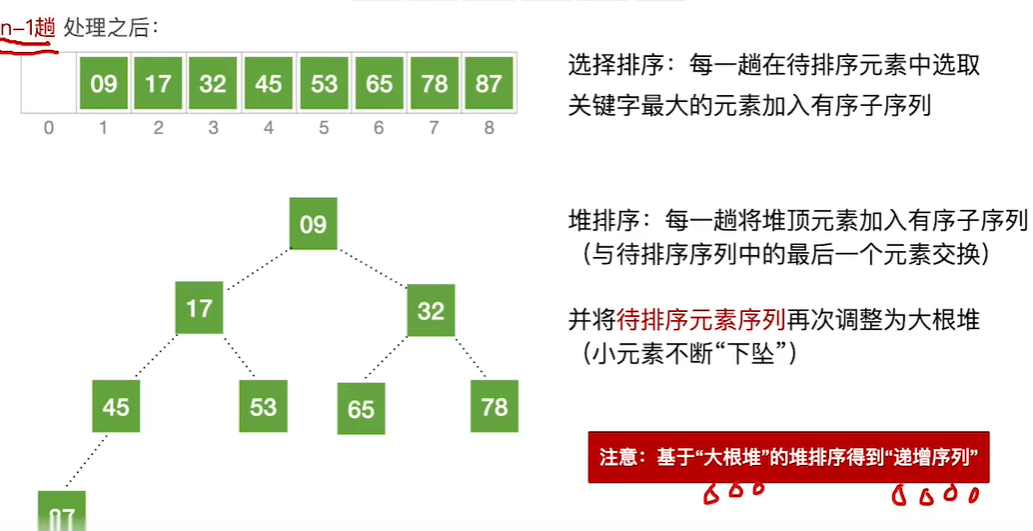 n-1趟 处理之后:
09 17 32 45 53 65 78 87
0 1 2 3 4 5 6 7 8
选择排序：每一趟在待排序元素中选取
关键字最大的元素加入有序子序列
09
17 32
45 53 65 78
堆排序：每一趟将堆顶元素加入有序子序列
（与待排序序列中的最后一个元素交换）
并将待排序元素序列再次调整为大根堆
（小元素不断“下坠”）
注意：基于“大根堆”的堆排序得到“递增序列”